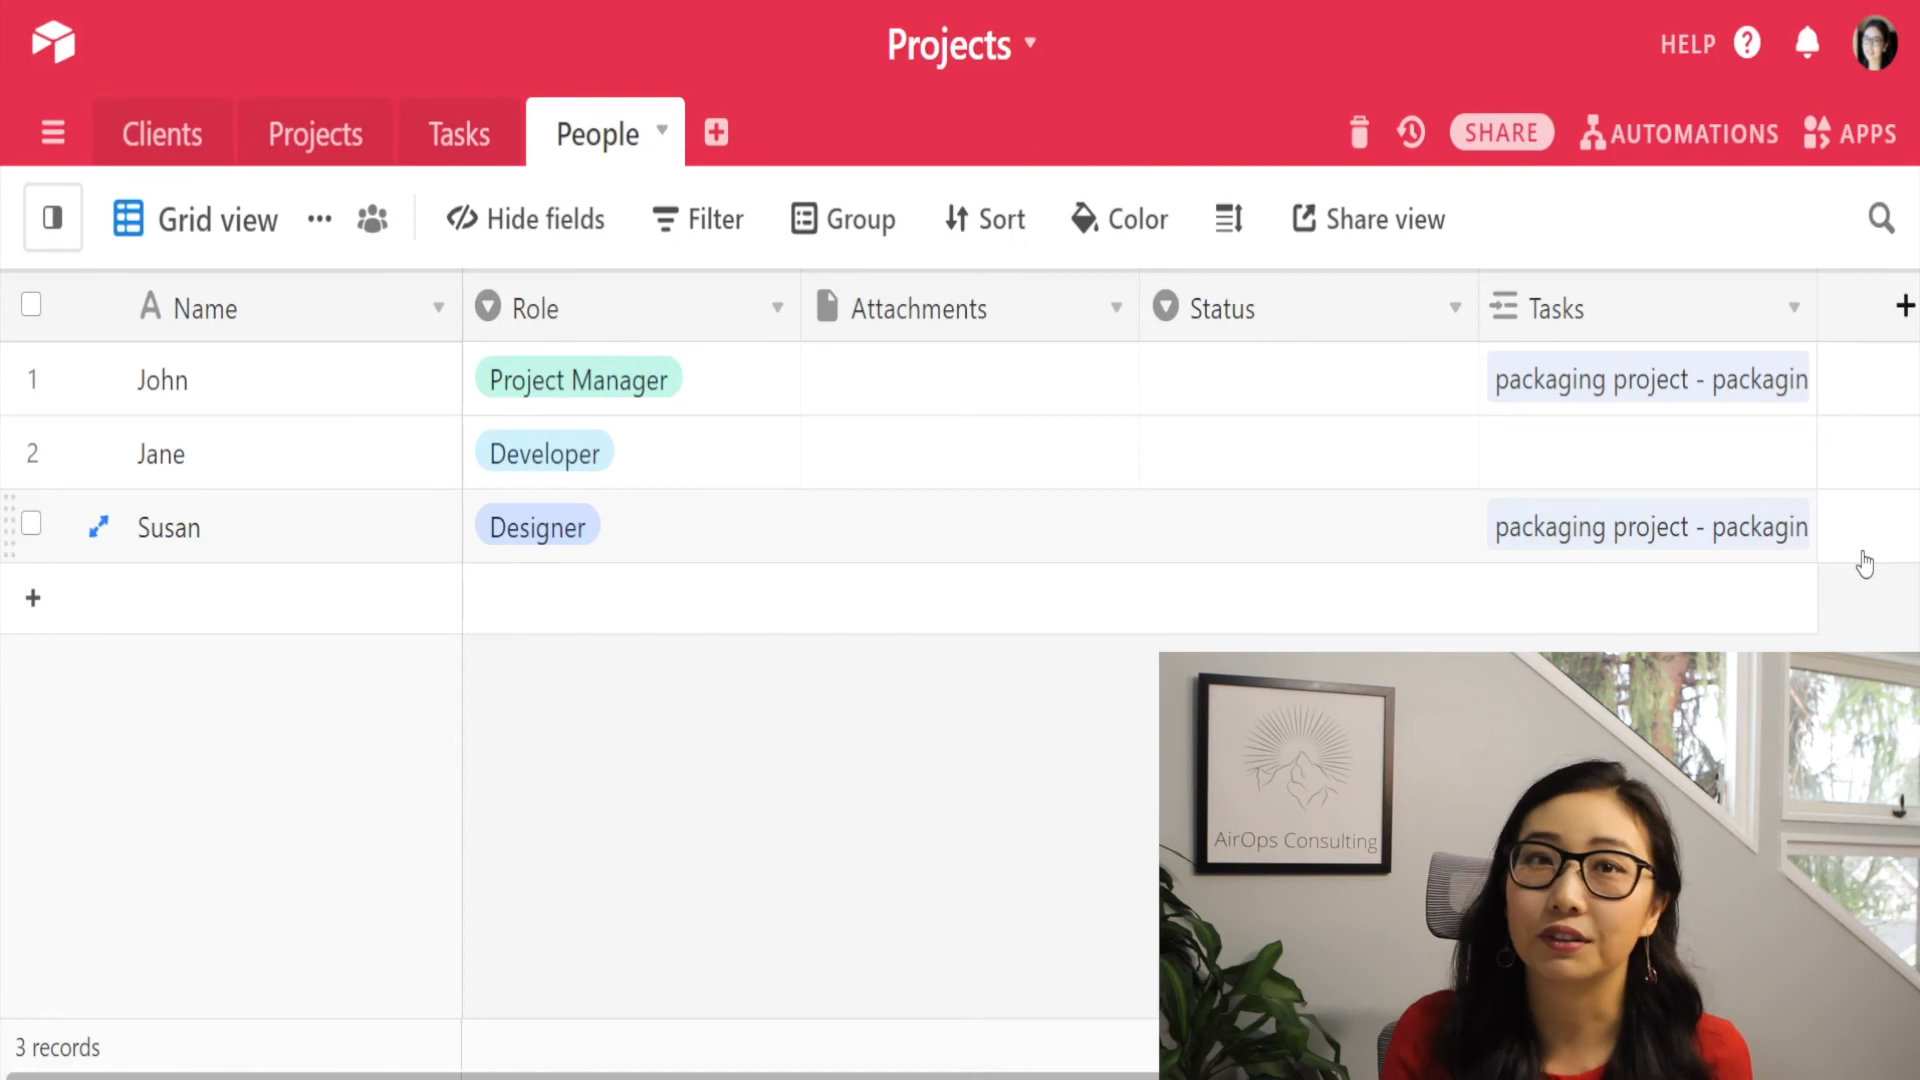 Projects
HELP
Clients
Projects
Tasks
People
SHARE
AUTOMATIONS
APPS
Grid view
Hide fields
Filter
Group
Sort
Color
Share view
Name
Role
Attachments
Status
Tasks
1
John
Project Manager
packaging project - packagin
2
Jane
Developer
Susan
Designer
packaging project - packagin
AirOps Consulting
3 records